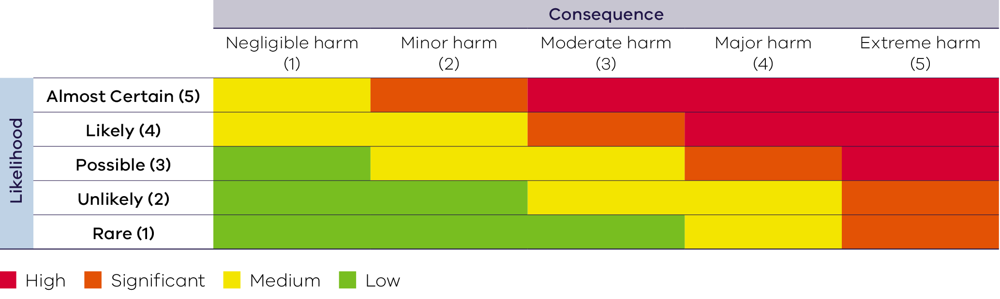 Consequence
Negligible harm Minor harm Moderate harm Major harm Extreme harm
(1) (2) (3) (4) (5)
Likelihood
Almost Certain (5)
Likely (4)
Possible (3)
Unlikely (2)
Rare (1)
High Significant Medium Low